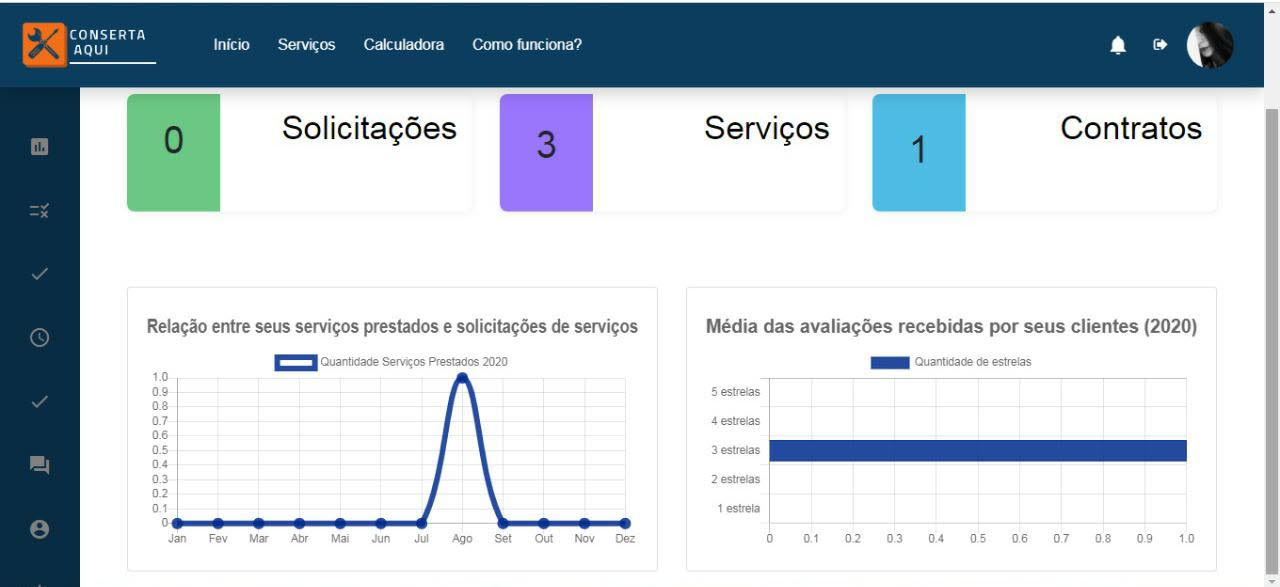 CONSERTA
AQUI
Início Serviços Calculadora Como funciona?
0 Solicitações
3 Serviços
1 Contratos
Relação entre seus serviços prestados e solicitações de serviços
Quantidade Serviços Prestados 2020
1.0
0.9
0.8
0.7
0.6
0.5
0.4
0.3
0.2
0.1
0
Jan Fev Mar Abr Mai Jun Jul Ago Set Out Nov Dez
Média das avaliações recebidas por seus clientes (2020)
Quantidade de estrelas
5 estrelas
4 estrelas
3 estrelas
2 estrelas
1 estrela
0 0.1 0.2 0.3 0.4 0.5 0.6 0.7 0.8 0.9 1.0